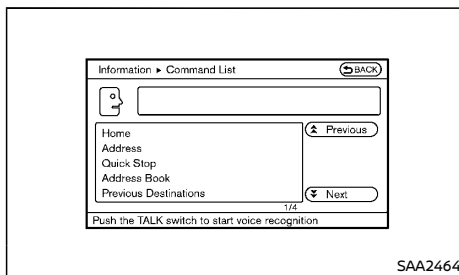 Information ▸ Command List
BACK
Home
Previous
Address
Quick Stop
Address Book
Previous Destinations
Next
1/4
Push the TALK switch to start voice recognition
SAA2464